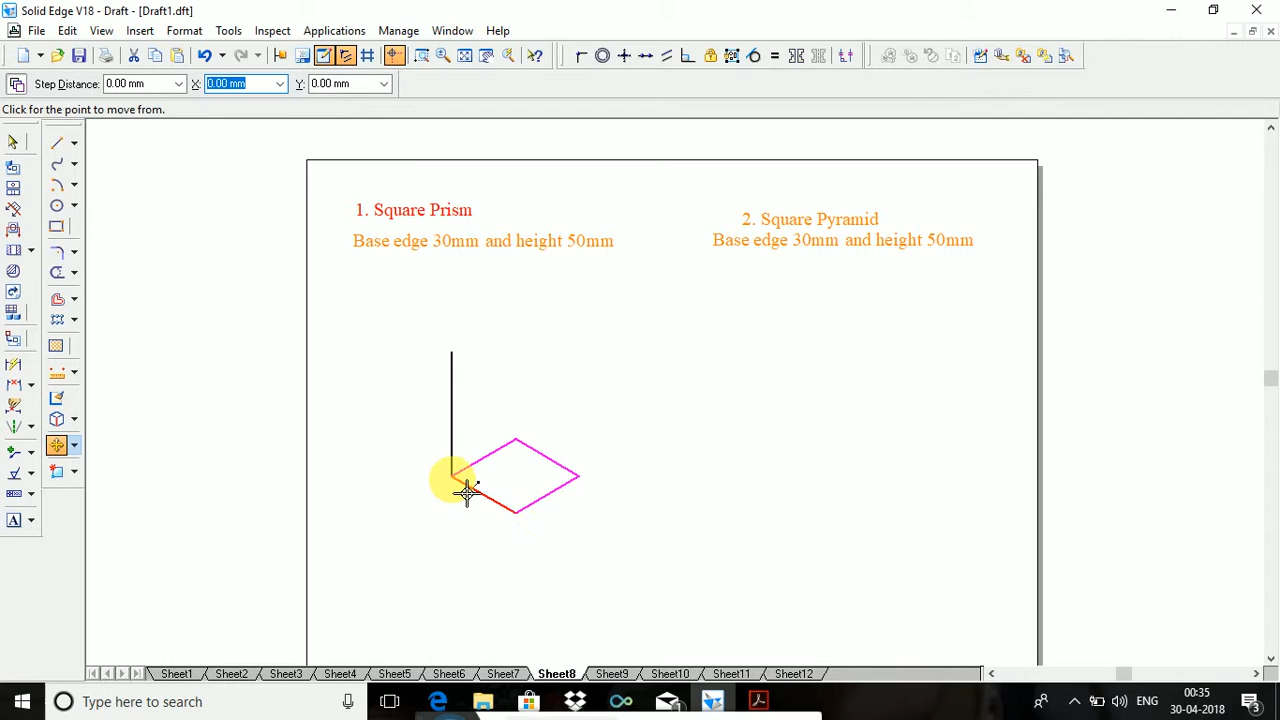 Solid Edge V18 - Draft - [Draft1.dft]
File Edit View Insert Format Tools Inspect Applications Manage Window Help
Step Distance: 0.00 mm X: 0.00 mm Y: 0.00 mm
Click for the point to move from.
1. Square Prism
Base edge 30mm and height 50mm
2. Square Pyramid
Base edge 30mm and height 50mm
Sheet1 Sheet2 Sheet3 Sheet4 Sheet5 Sheet6 Sheet7 Sheet8 Sheet9 Sheet10 Sheet11 Sheet12
Type here to search
ENG
00:35
30-04-2018